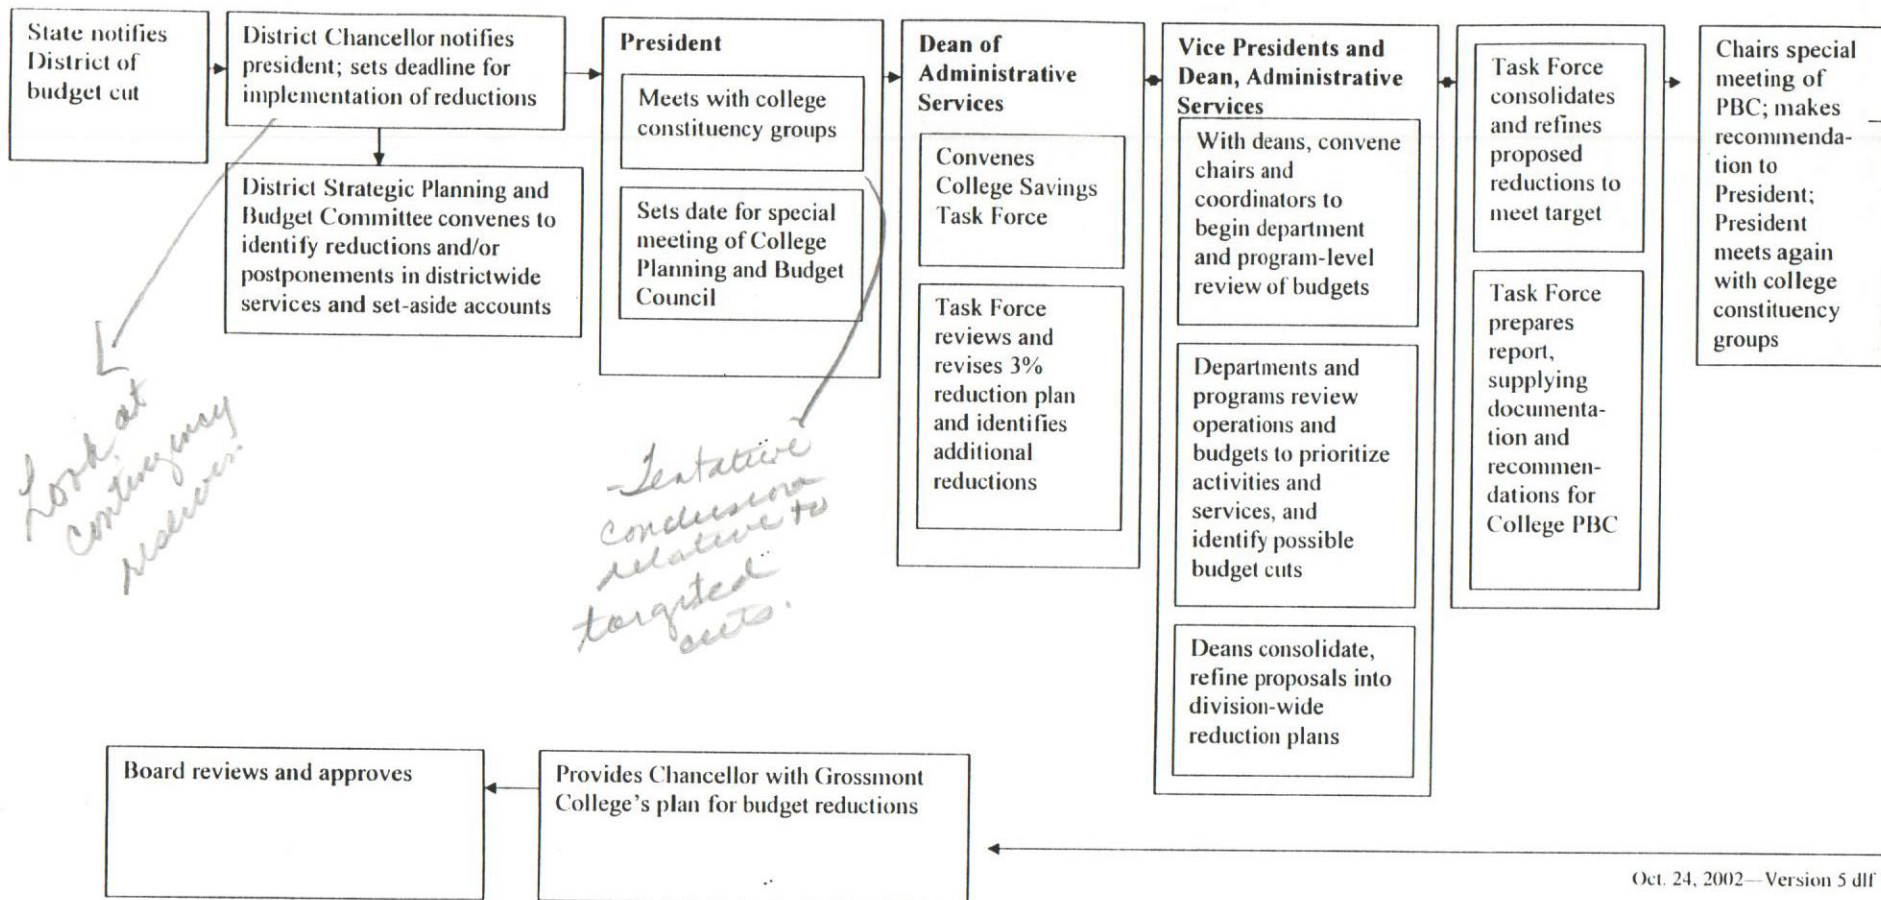 State notifies
District of
budget cut
District Chancellor notifies
president; sets deadline for
implementation of reductions
District Strategic Planning and
Budget Committee convenes to
identify reductions and/or
postponements in districtwide
services and set-aside accounts
President
Meets with college
constituency groups
Sets date for special
meeting of College
Planning and Budget
Council
Dean of
Administrative
Services
Convenes
College Savings
Task Force
Task Force
reviews and
revises 3%
reduction plan
and identifies
additional
reductions
Vice Presidents and
Dean, Administrative
Services
With deans, convene
chairs and
coordinators to
begin department
and program-level
review of budgets
Departments and
programs review
operations and
budgets to prioritize
activities and
services, and
identify possible
budget cuts
Deans consolidate,
refine proposals into
division-wide
reduction plans
Task Force
consolidates
and refines
proposed
reductions to
meet target
Task Force
prepares
report,
supplying
documenta-
tion and
recommen-
dations for
College PBC
Chairs special
meeting of
PBC; makes
recommenda-
tion to
President;
President
meets again
with college
constituency
groups
Look at
contingency
reserves.
-Tentative
conclusions
relative to
targeted
cuts.
Board reviews and approves
Provides Chancellor with Grossmont
College's plan for budget reductions
Oct. 24, 2002—Version 5 dlf